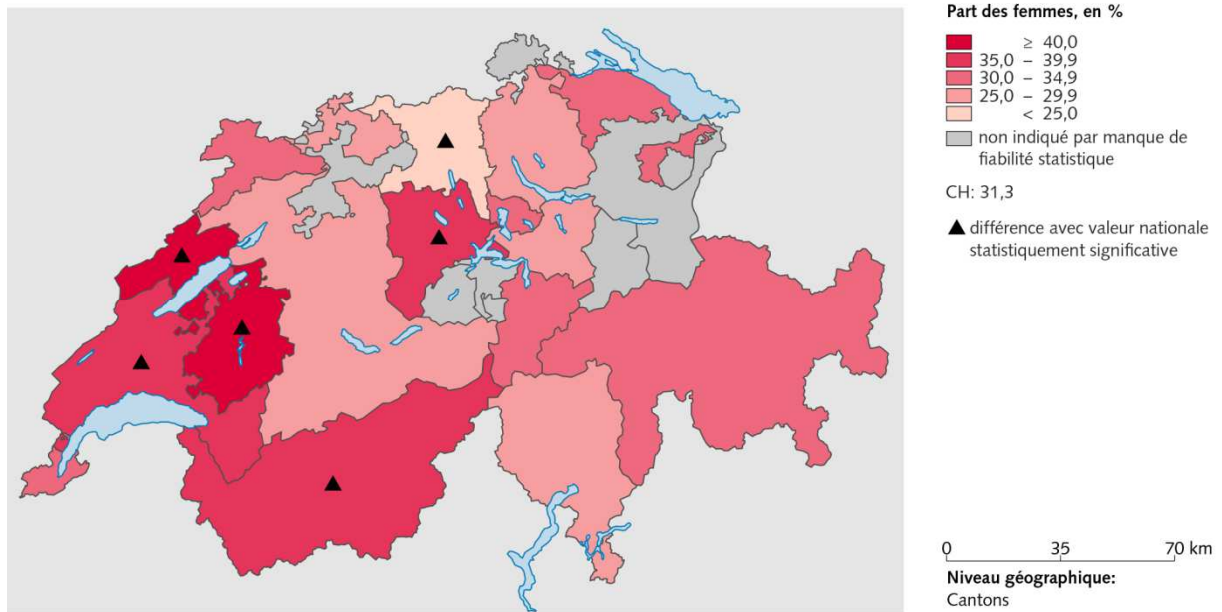 Part des femmes, en %
≥ 40,0
35,0 – 39,9
30,0 – 34,9
25,0 – 29,9
< 25,0
non indiqué par manque de
fiabilité statistique
CH: 31,3
différence avec valeur nationale
statistiquement significative
0 35 70 km
Niveau géographique:
Cantons